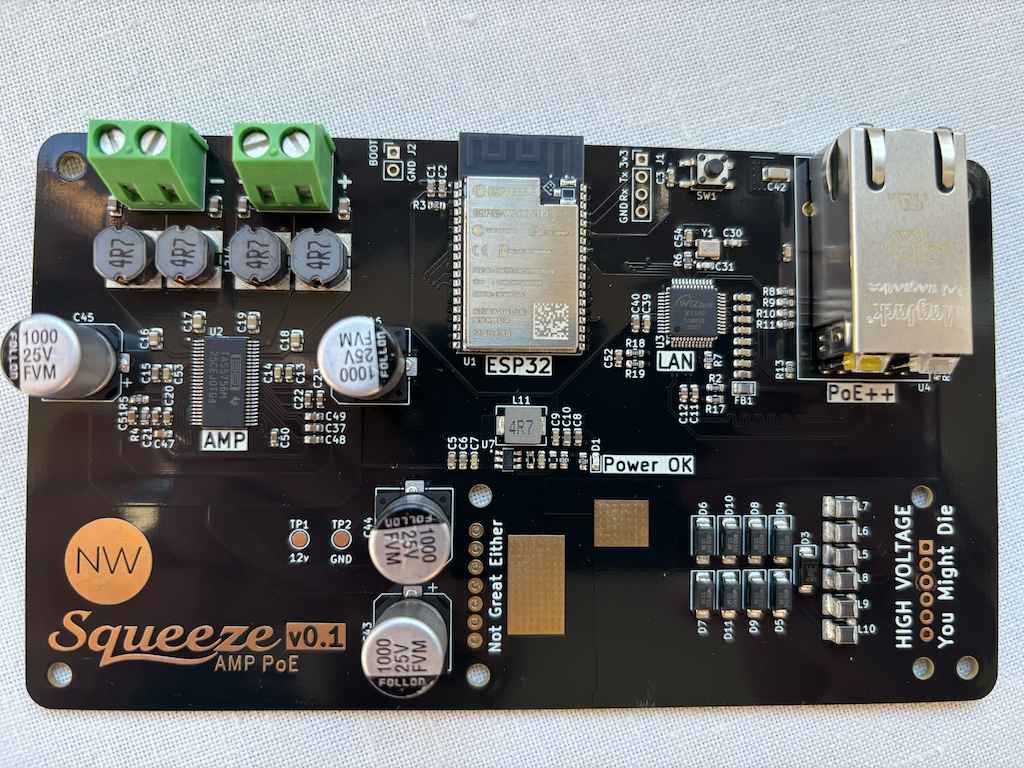 BOOT
GND J2
C1
C2
R3
GND Rx Tx 3v3
J1
C3
SW1
C42
-
+
4R7
4R7
4R7
4R7
C54
Y1
C30
R6
C31
MagJack
C45
1000
25V
FVM
C17
U2
C19
C16
C18
1000
25V
U1
ESP32
C40
C39
WIZnet
W5500
U3
LAN
R8
R9
R10
R11
R13
C52
R18
R19
R7
R2
R17
C12
C11
FB1
PoE++
U4
C15
C53
C14
C13
C23
C22
C20
R5
C51
R4
C21
C47
AMP
C50
C49
C37
C48
L11
4R7
C9
C10
C8
U7
C5
C6
C7
D1
Power OK
TP1
12v
TP2
GND
C44
FOLLON
1000
25V
FVM
+
Not Great Either
D6
D10
D8
D4
D3
D7
D11
D9
D5
L7
L6
L5
L8
L9
L10
HIGH VOLTAGE
You Might Die
NW
Squeeze v0.1
AMP PoE
1000
25V
FVM
FOLLON